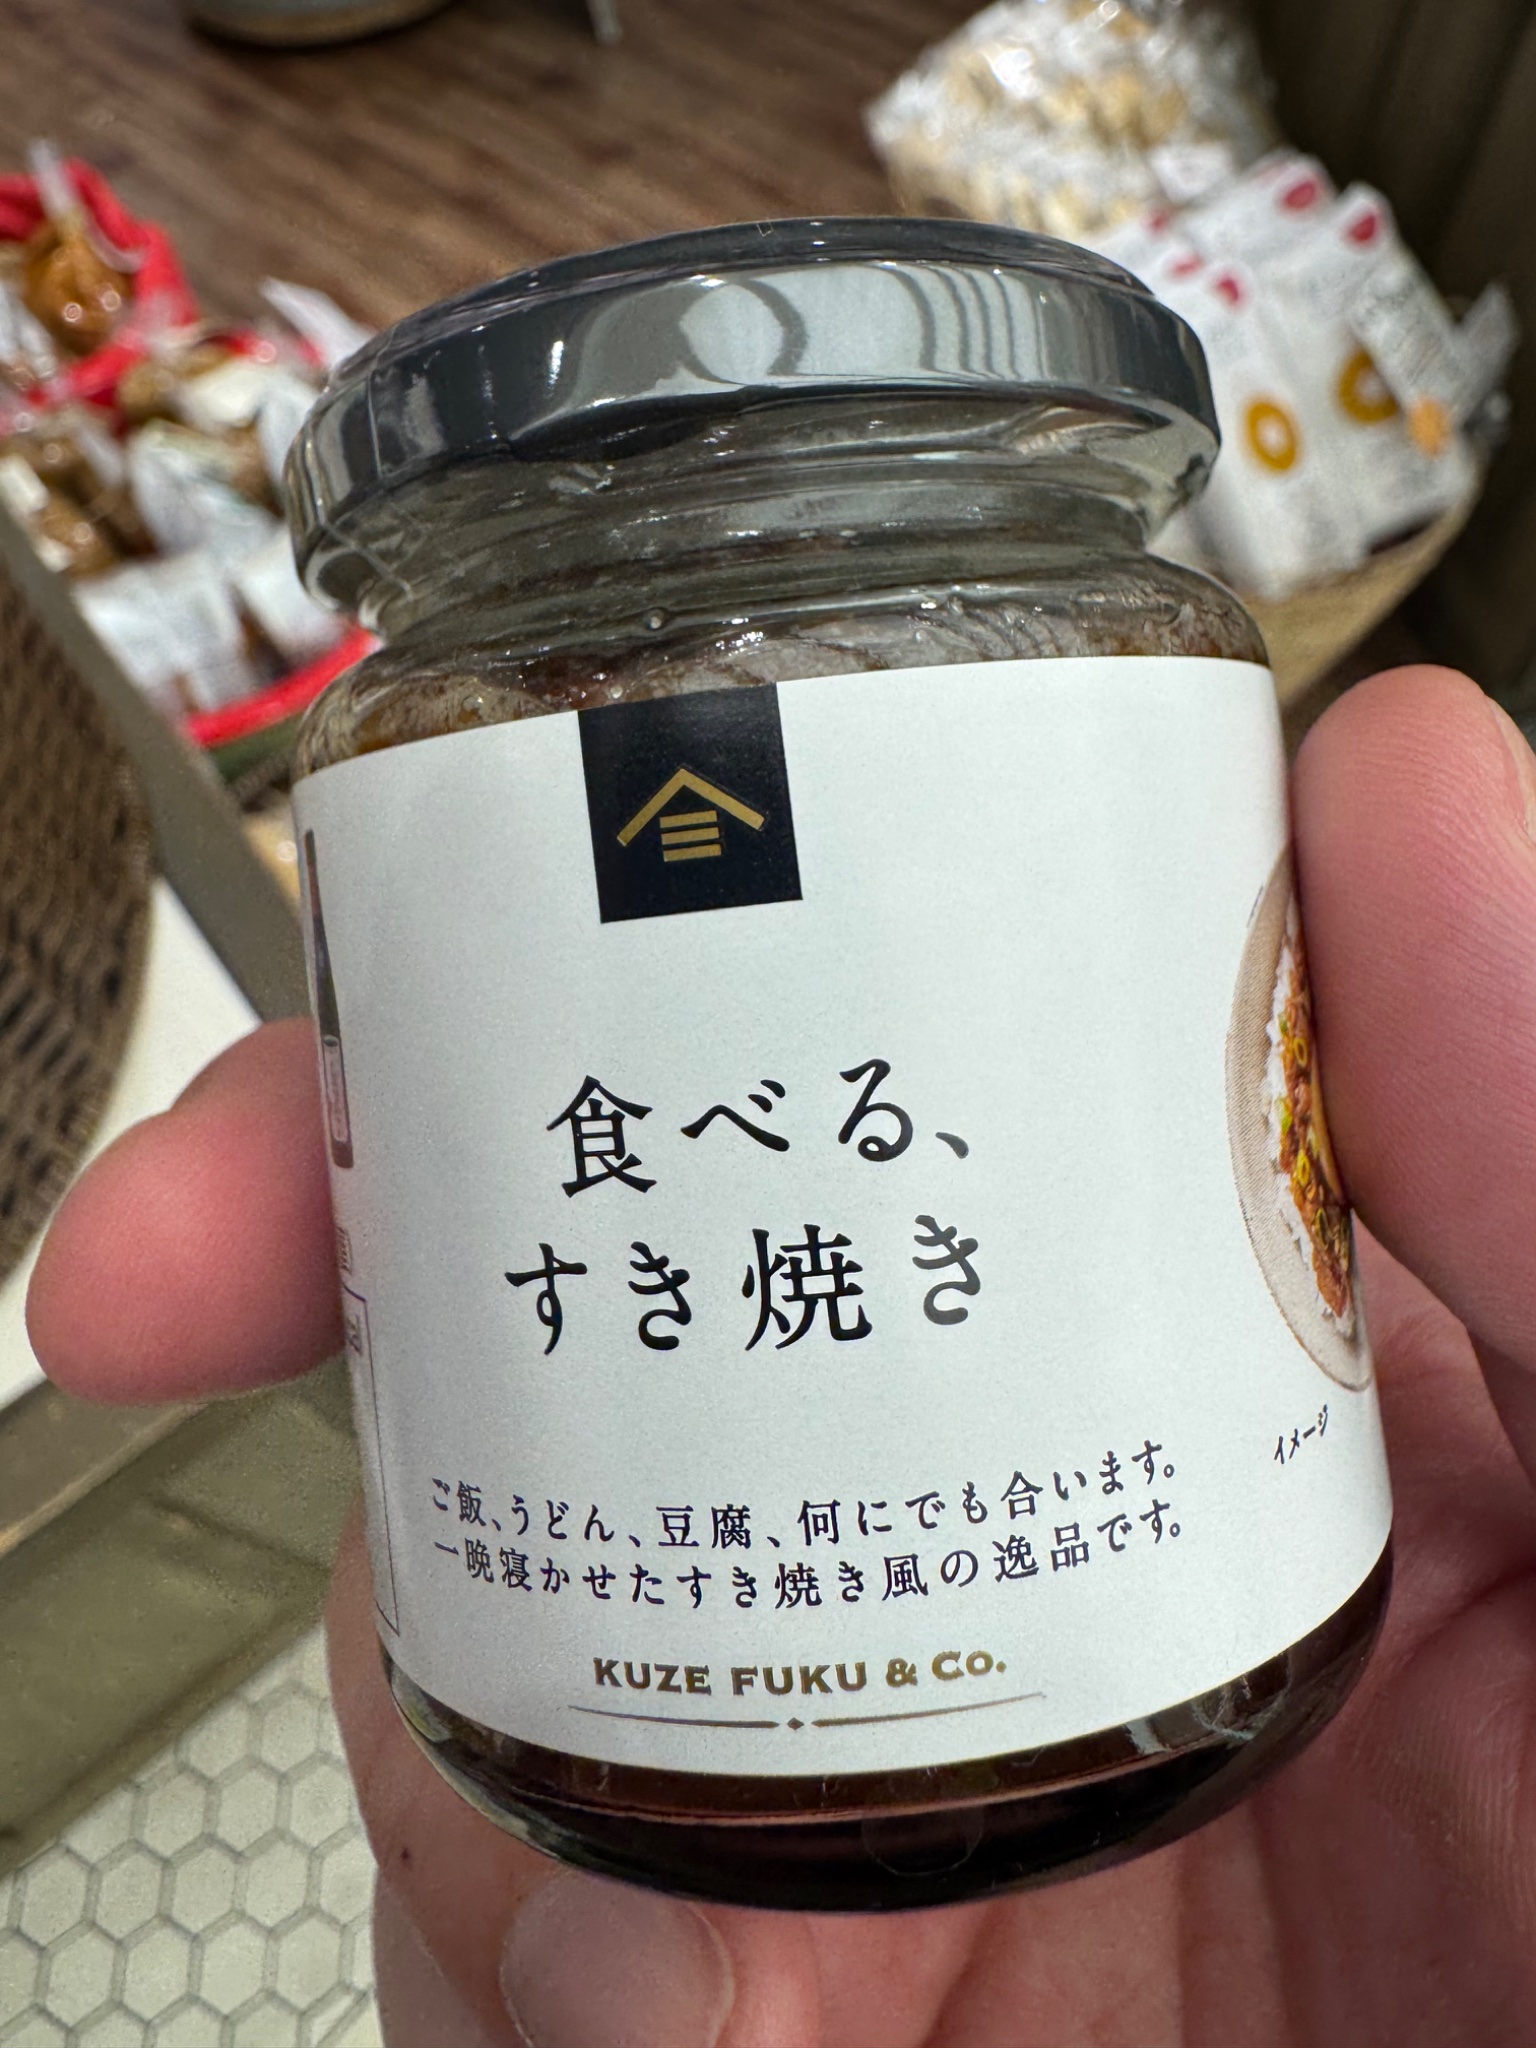 食べる、
すき焼き
イメージ
ご飯、うどん、豆腐、何にでも合います。
一晩寝かせたすき焼き風の逸品です。
KUZE FUKU & CO.